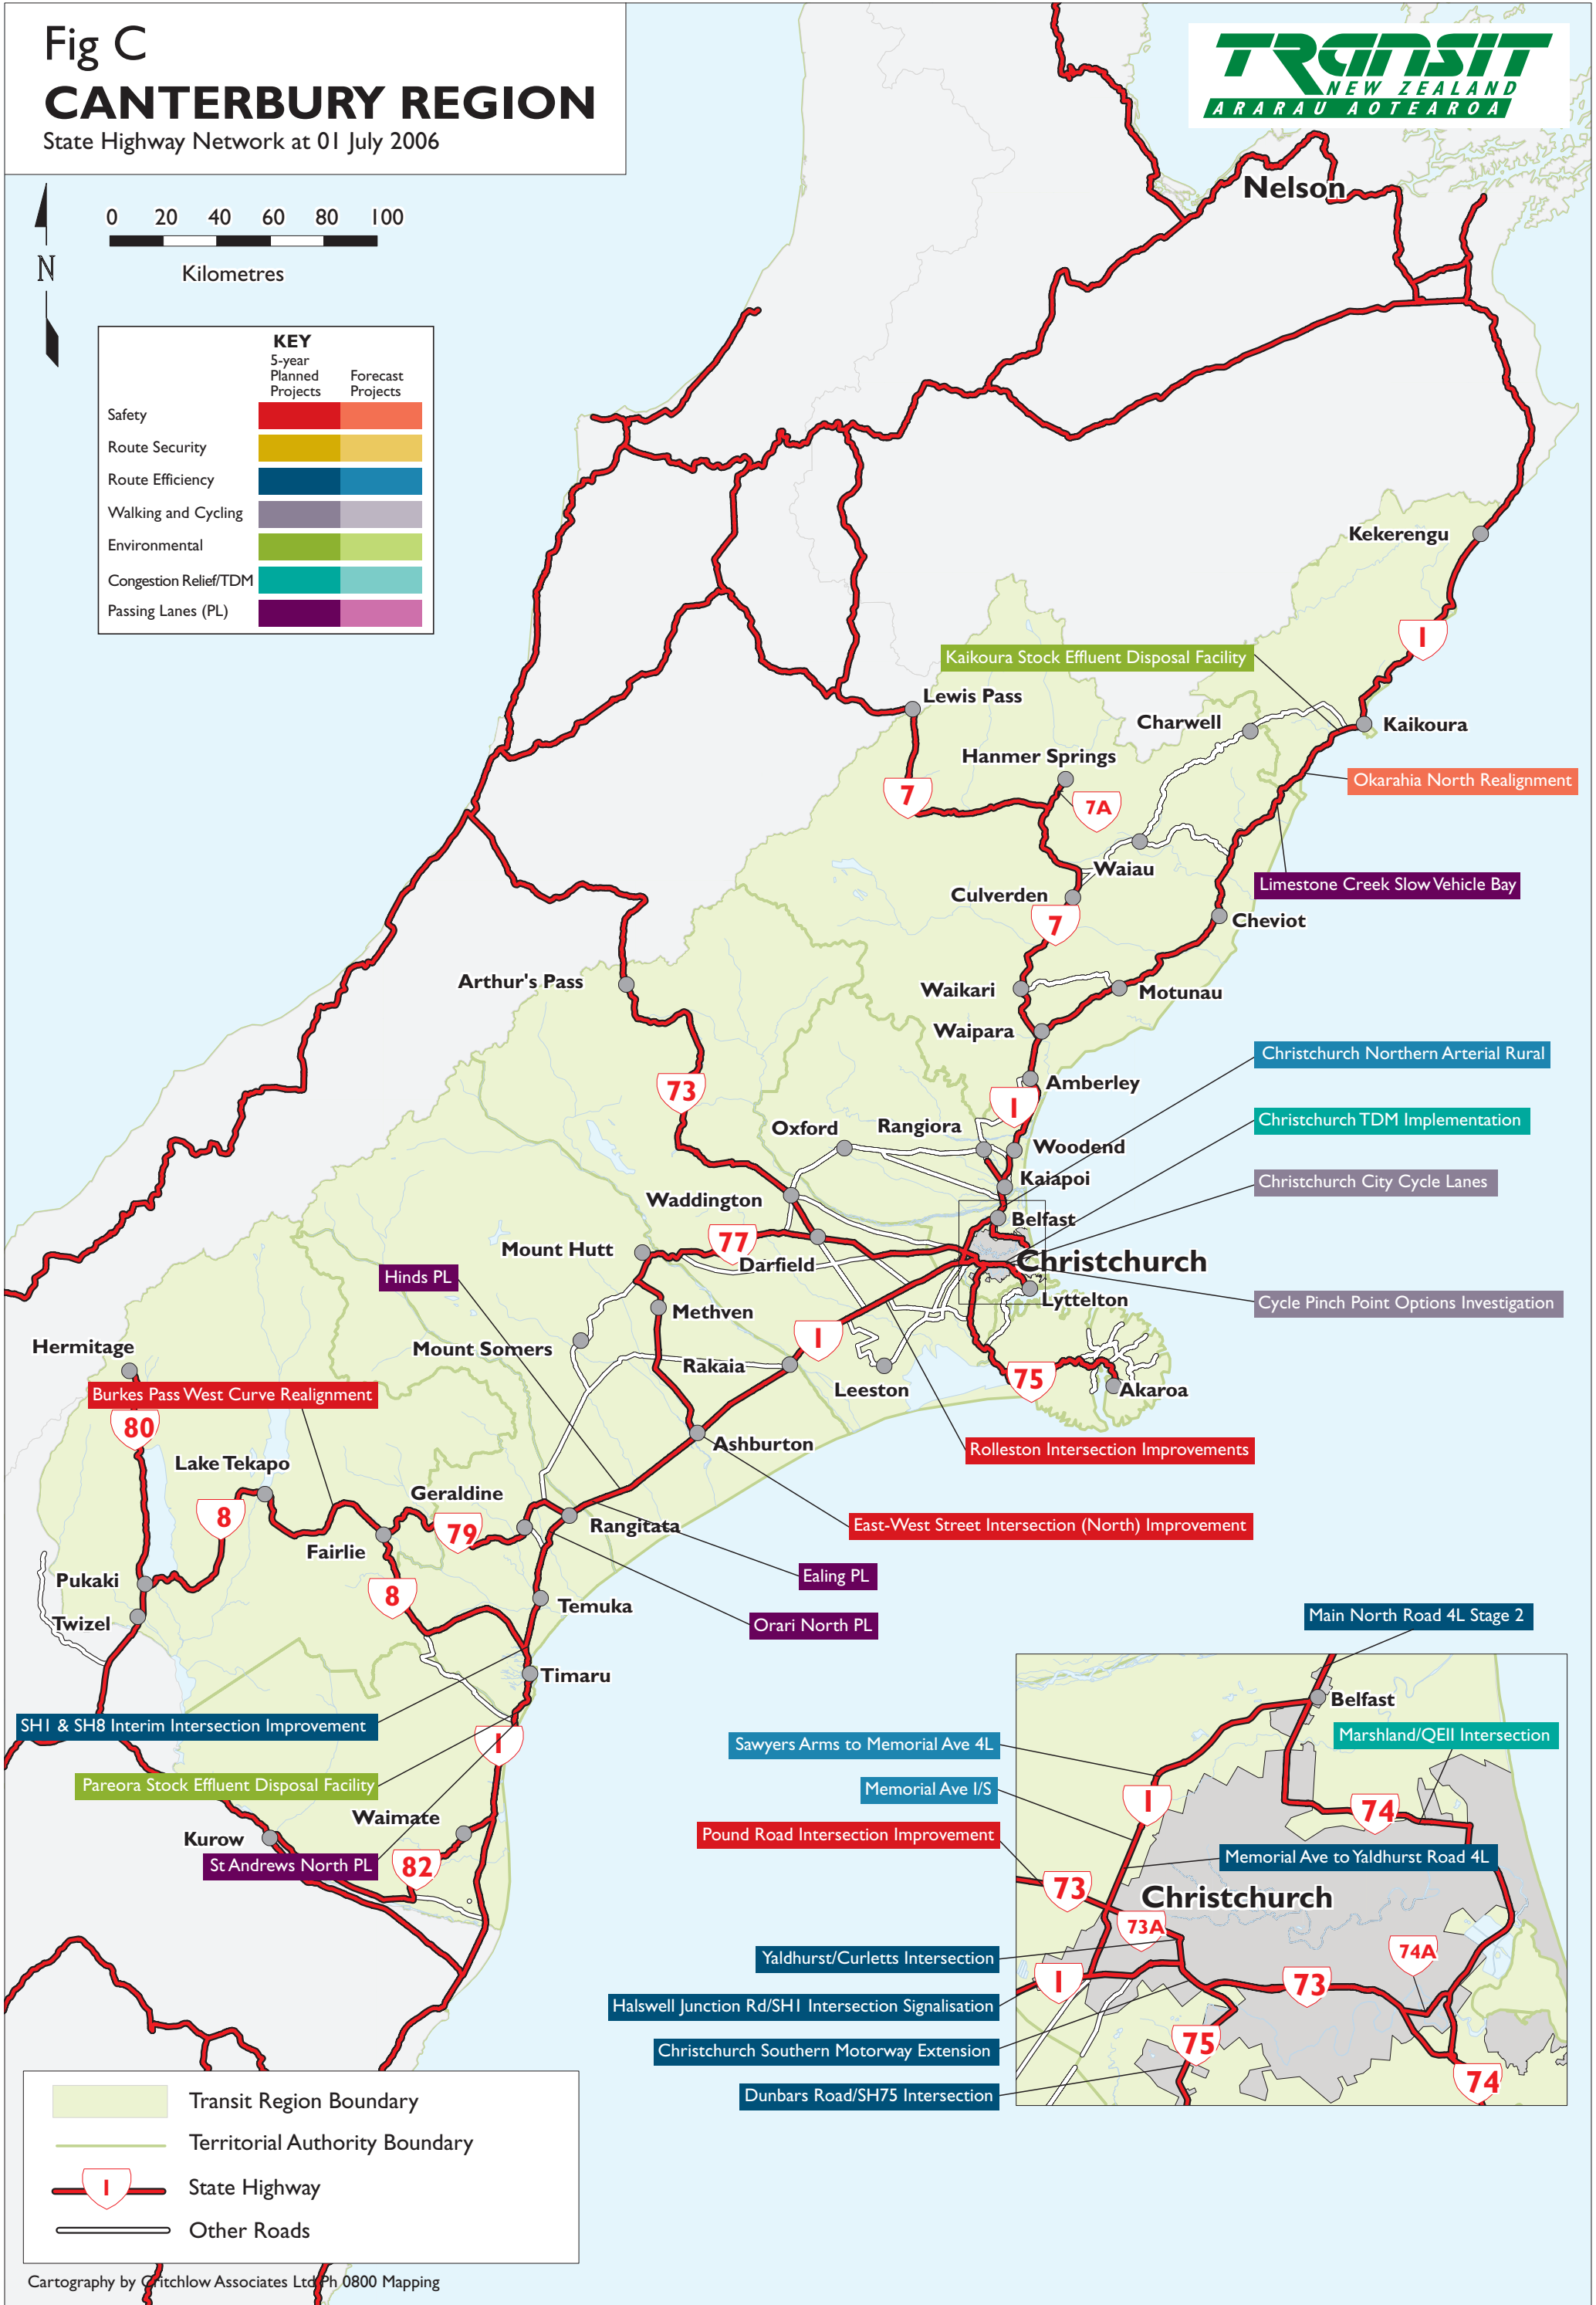 Fig C
CANTERBURY REGION
State Highway Network at 01 July 2006
TRANSIT
NEW ZEALAND
ARARAU AOTEAROA
0 20 40 60 80 100
Kilometres
N
KEY
5-year
Planned
Projects
Forecast
Projects
Safety
Route Security
Route Efficiency
Walking and Cycling
Environmental
Congestion Relief/TDM
Passing Lanes (PL)
Nelson
Kekerengu
1
Kaikoura Stock Effluent Disposal Facility
Lewis Pass
Charwell
Kaikoura
Hanmer Springs
Okarahia North Realignment
7
7A
Waiau
Limestone Creek Slow Vehicle Bay
Culverden
7
Cheviot
Arthur's Pass
Waikari
Motunau
Waipara
Christchurch Northern Arterial Rural
73
Amberley
1
Christchurch TDM Implementation
Oxford
Rangiora
Woodend
Kaiapoi
Christchurch City Cycle Lanes
Waddington
Belfast
77
Mount Hutt
Darfield
Christchurch
Hinds PL
Lyttelton
Cycle Pinch Point Options Investigation
Methven
1
Hermitage
Mount Somers
Rakaia
75
Leeston
Akaroa
Burkes Pass West Curve Realignment
80
Ashburton
Rolleston Intersection Improvements
Lake Tekapo
Geraldine
8
79
Rangitata
East-West Street Intersection (North) Improvement
Fairlie
Ealing PL
Pukaki
8
Temuka
Twizel
Orari North PL
Main North Road 4L Stage 2
Timaru
Belfast
SH1 & SH8 Interim Intersection Improvement
1
Sawyers Arms to Memorial Ave 4L
Marshland/QEII Intersection
Pareora Stock Effluent Disposal Facility
Memorial Ave I/S
1
74
Waimate
Pound Road Intersection Improvement
Kurow
St Andrews North PL
82
Memorial Ave to Yaldhurst Road 4L
73
Christchurch
73A
74A
Yaldhurst/Curletts Intersection
1
73
Halswell Junction Rd/SH1 Intersection Signalisation
Christchurch Southern Motorway Extension
75
74
Dunbars Road/SH75 Intersection
Transit Region Boundary
Territorial Authority Boundary
1
State Highway
Other Roads
Cartography by Critchlow Associates Ltd Ph 0800 Mapping